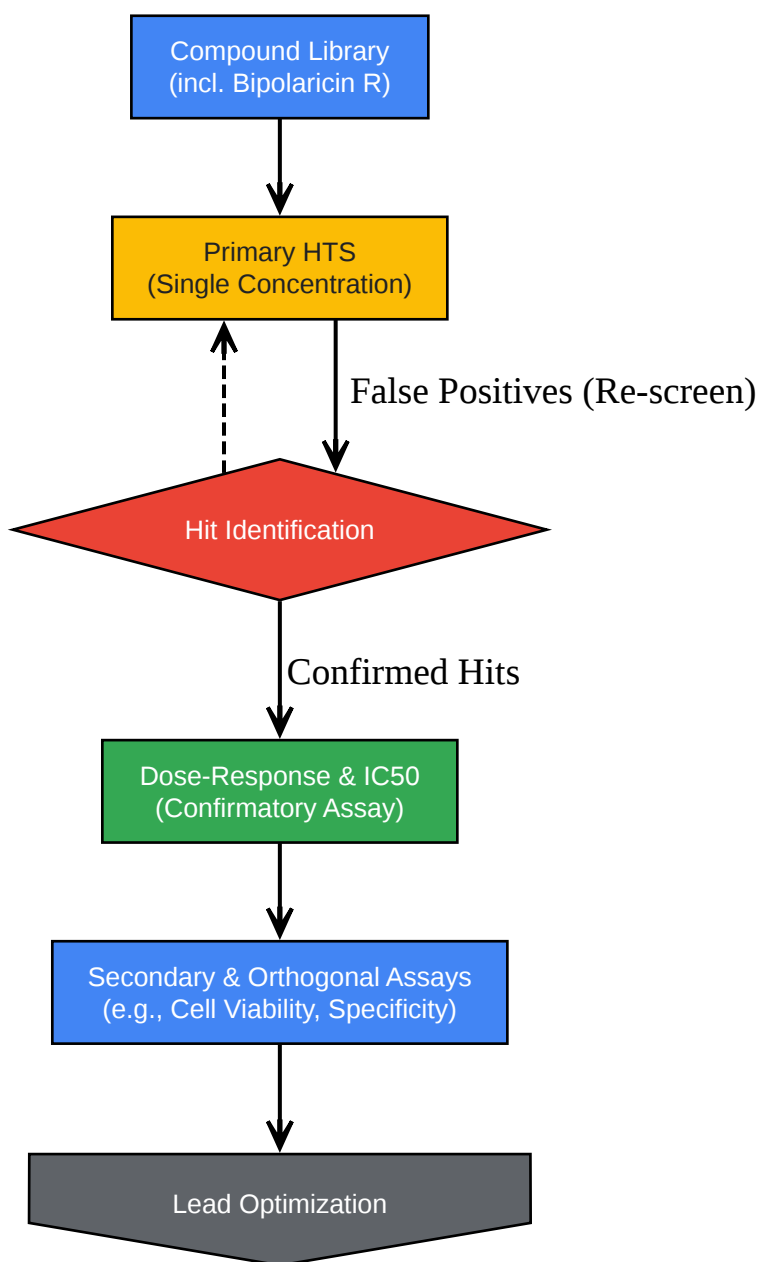 Compound Library
(incl. Bipolaricin R)
Primary HTS
(Single Concentration)
False Positives (Re-screen)
Hit Identification
Confirmed Hits
Dose-Response & IC50
(Confirmatory Assay)
Secondary & Orthogonal Assays
(e.g., Cell Viability, Specificity)
Lead Optimization